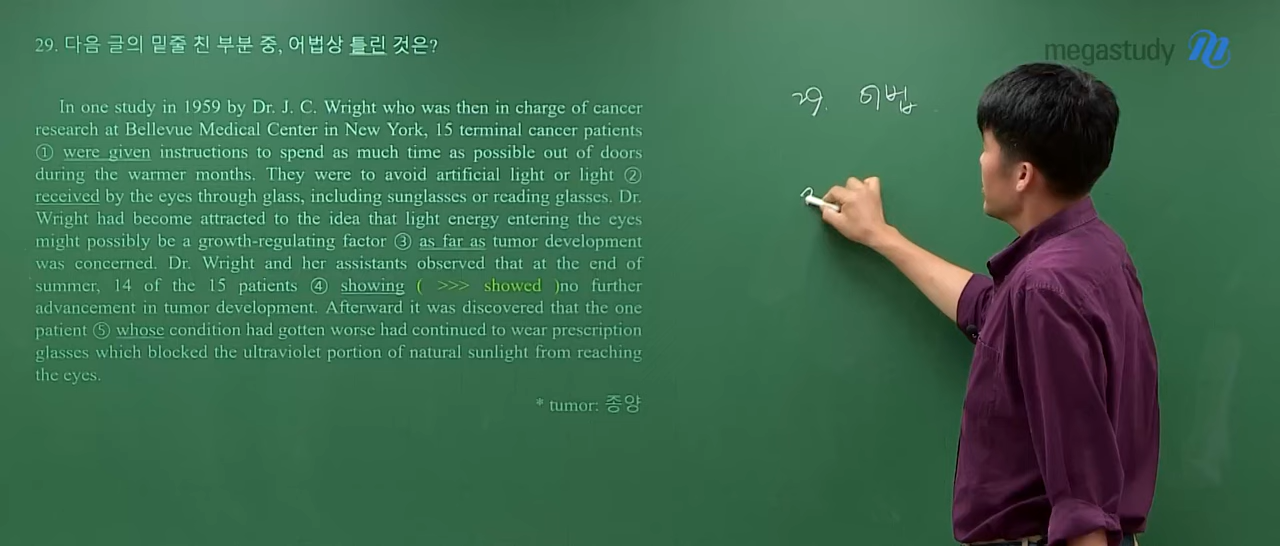 29. 다음 글의 밑줄 친 부분 중, 어법상 틀린 것은?
In one study in 1959 by Dr. J. C. Wright who was then in charge of cancer
research at Bellevue Medical Center in New York, 15 terminal cancer patients
① were given instructions to spend as much time as possible out of doors
during the warmer months. They were to avoid artificial light or light ②
received by the eyes through glass, including sunglasses or reading glasses. Dr.
Wright had become attracted to the idea that light energy entering the eyes
might possibly be a growth-regulating factor ③ as far as tumor development
was concerned. Dr. Wright and her assistants observed that at the end of
summer, 14 of the 15 patients ④ showing ( >>> showed )no further
advancement in tumor development. Afterward it was discovered that the one
patient ⑤ whose condition had gotten worse had continued to wear prescription
glasses which blocked the ultraviolet portion of natural sunlight from reaching
the eyes.
* tumor: 종양
megastudy
29. 어법